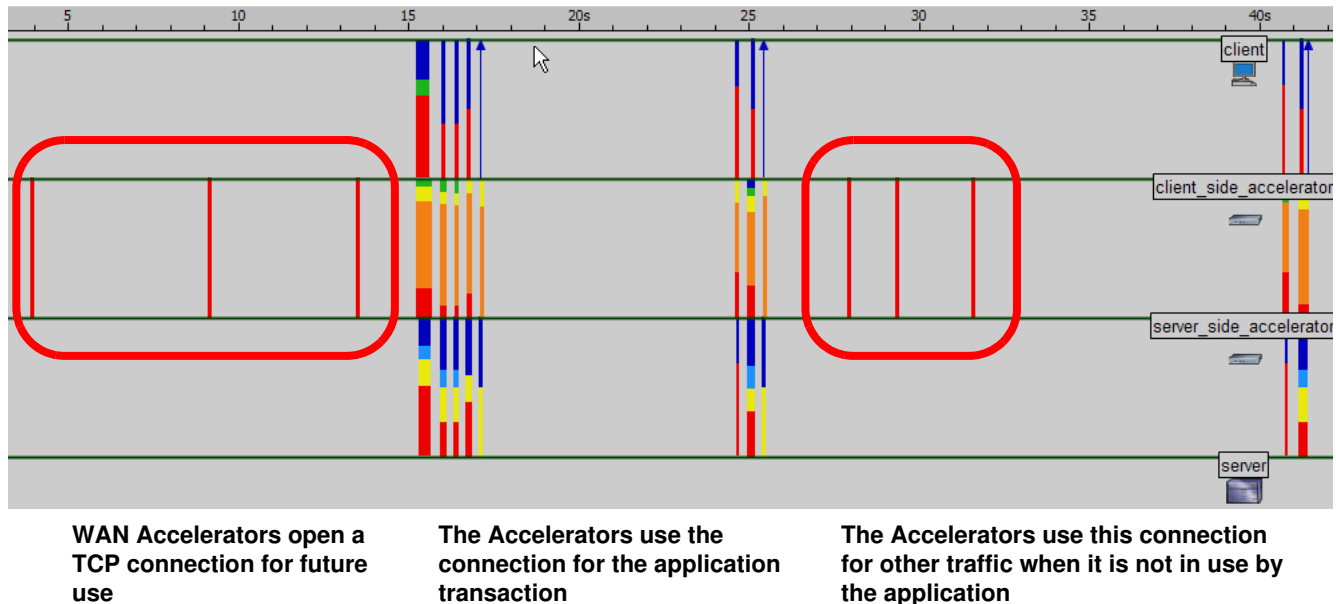 5 10 15 20s 25 30 35 40s
client
client_side_accelerator
server_side_accelerator
server
WAN Accelerators open a
TCP connection for future
use
The Accelerators use the
connection for the application
transaction
The Accelerators use this connection
for other traffic when it is not in use by
the application